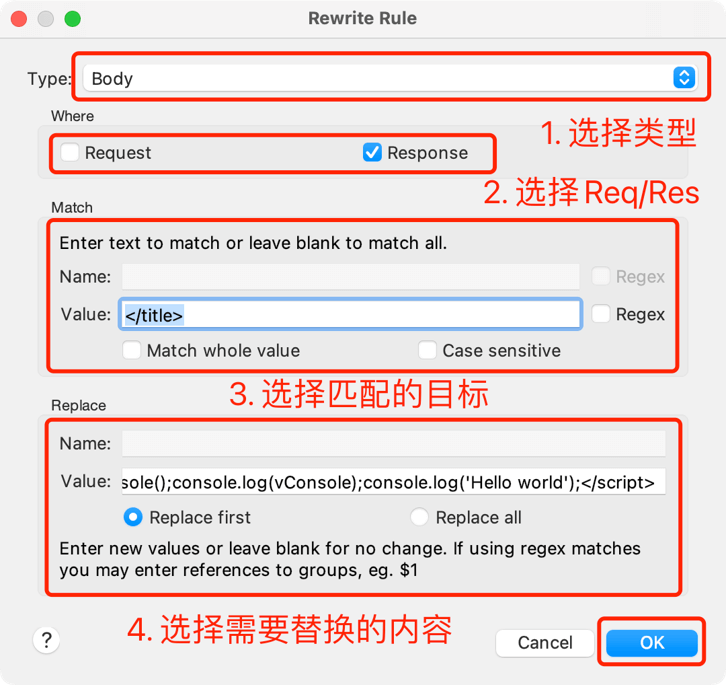 Rewrite Rule
Type: Body
1. 选择类型
Where
Request Response
2. 选择 Req/Res
Match
Enter text to match or leave blank to match all.
Name: Regex
Value: </title> Regex
Match whole value Case sensitive
3. 选择匹配的目标
Replace
Name:
Value: sole();console.log(vConsole);console.log('Hello world');</script>
Replace first Replace all
Enter new values or leave blank for no change. If using regex matches
you may enter references to groups, eg. $1
4. 选择需要替换的内容
? Cancel OK